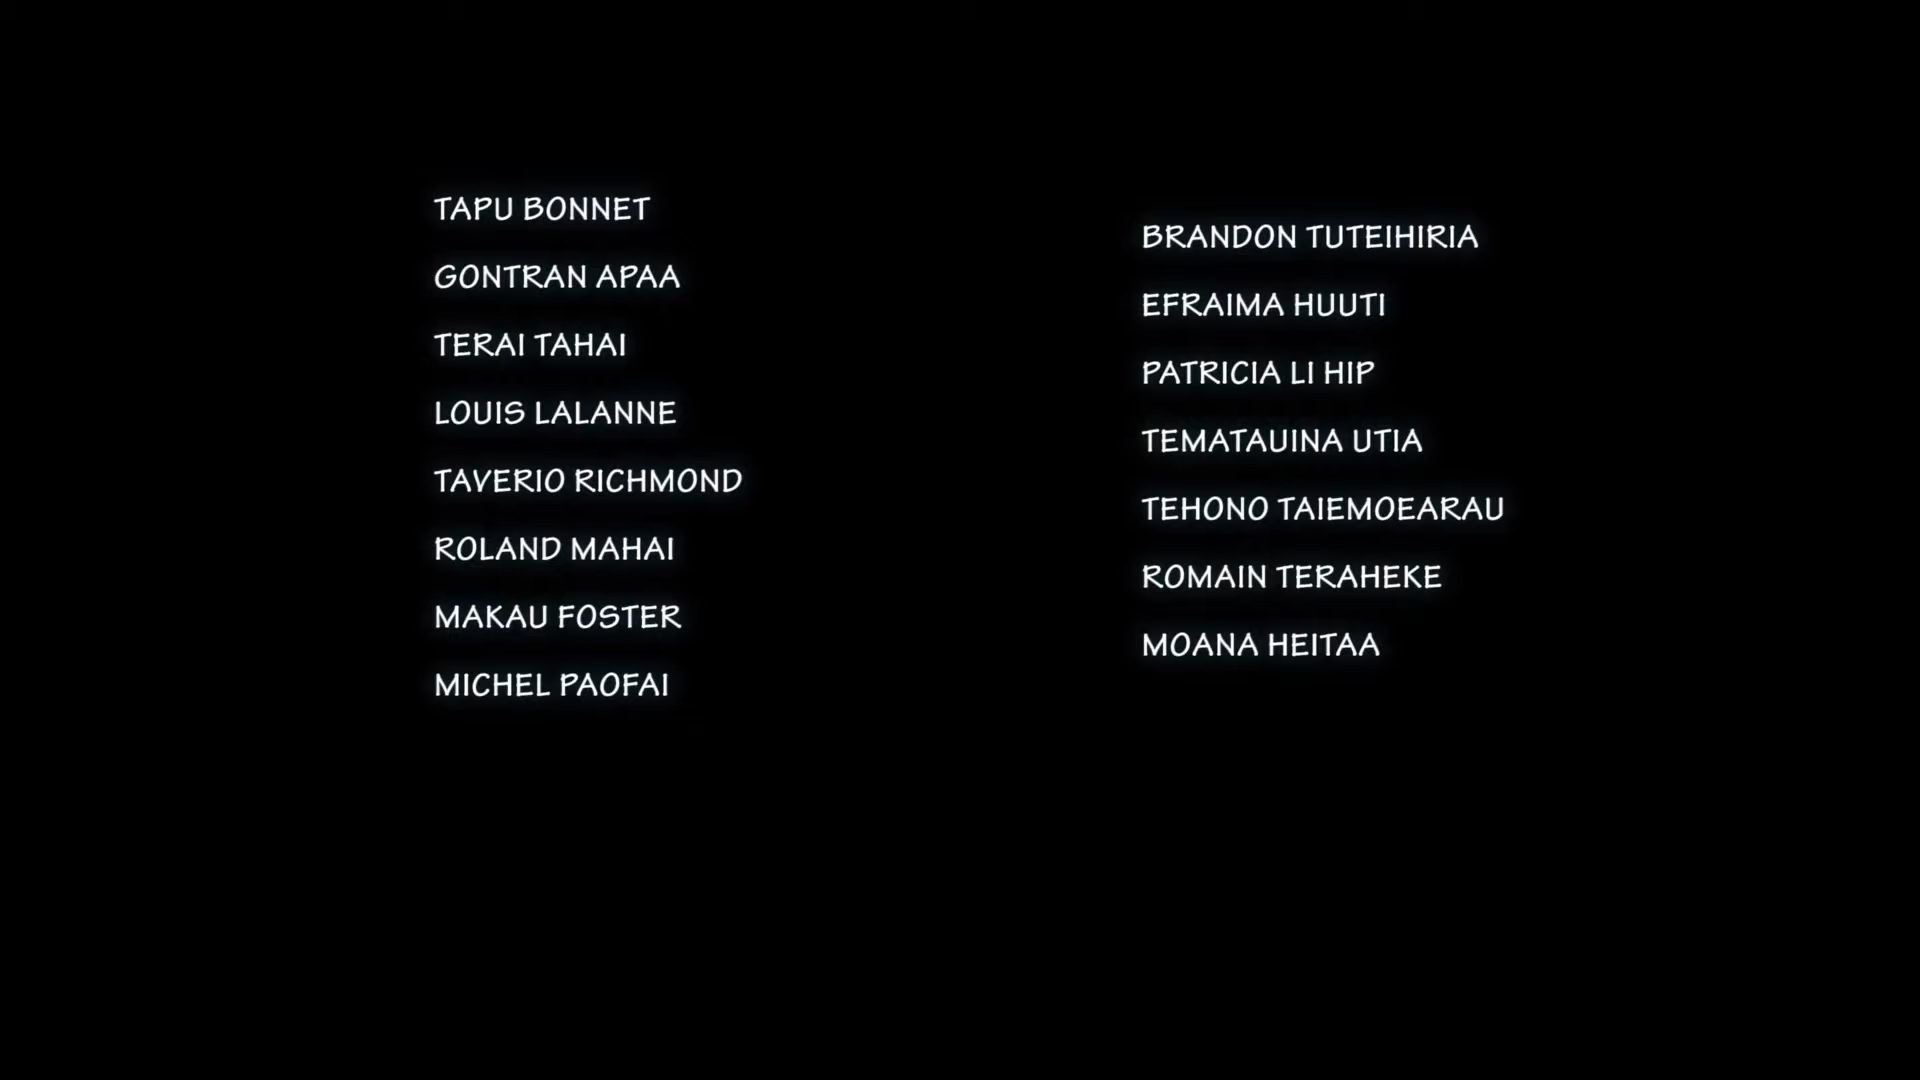 TAPU BONNET
GONTRAN APAA
TERAI TAHAI
LOUIS LALANNE
TAVERIO RICHMOND
ROLAND MAHAI
MAKAU FOSTER
MICHEL PAOFAI
BRANDON TUTEIHIRIA
EFRAIMA HUUTI
PATRICIA LI HIP
TEMATAUINA UTIA
TEHONO TAIEMOEARAU
ROMAIN TERAHEKE
MOANA HEITAA